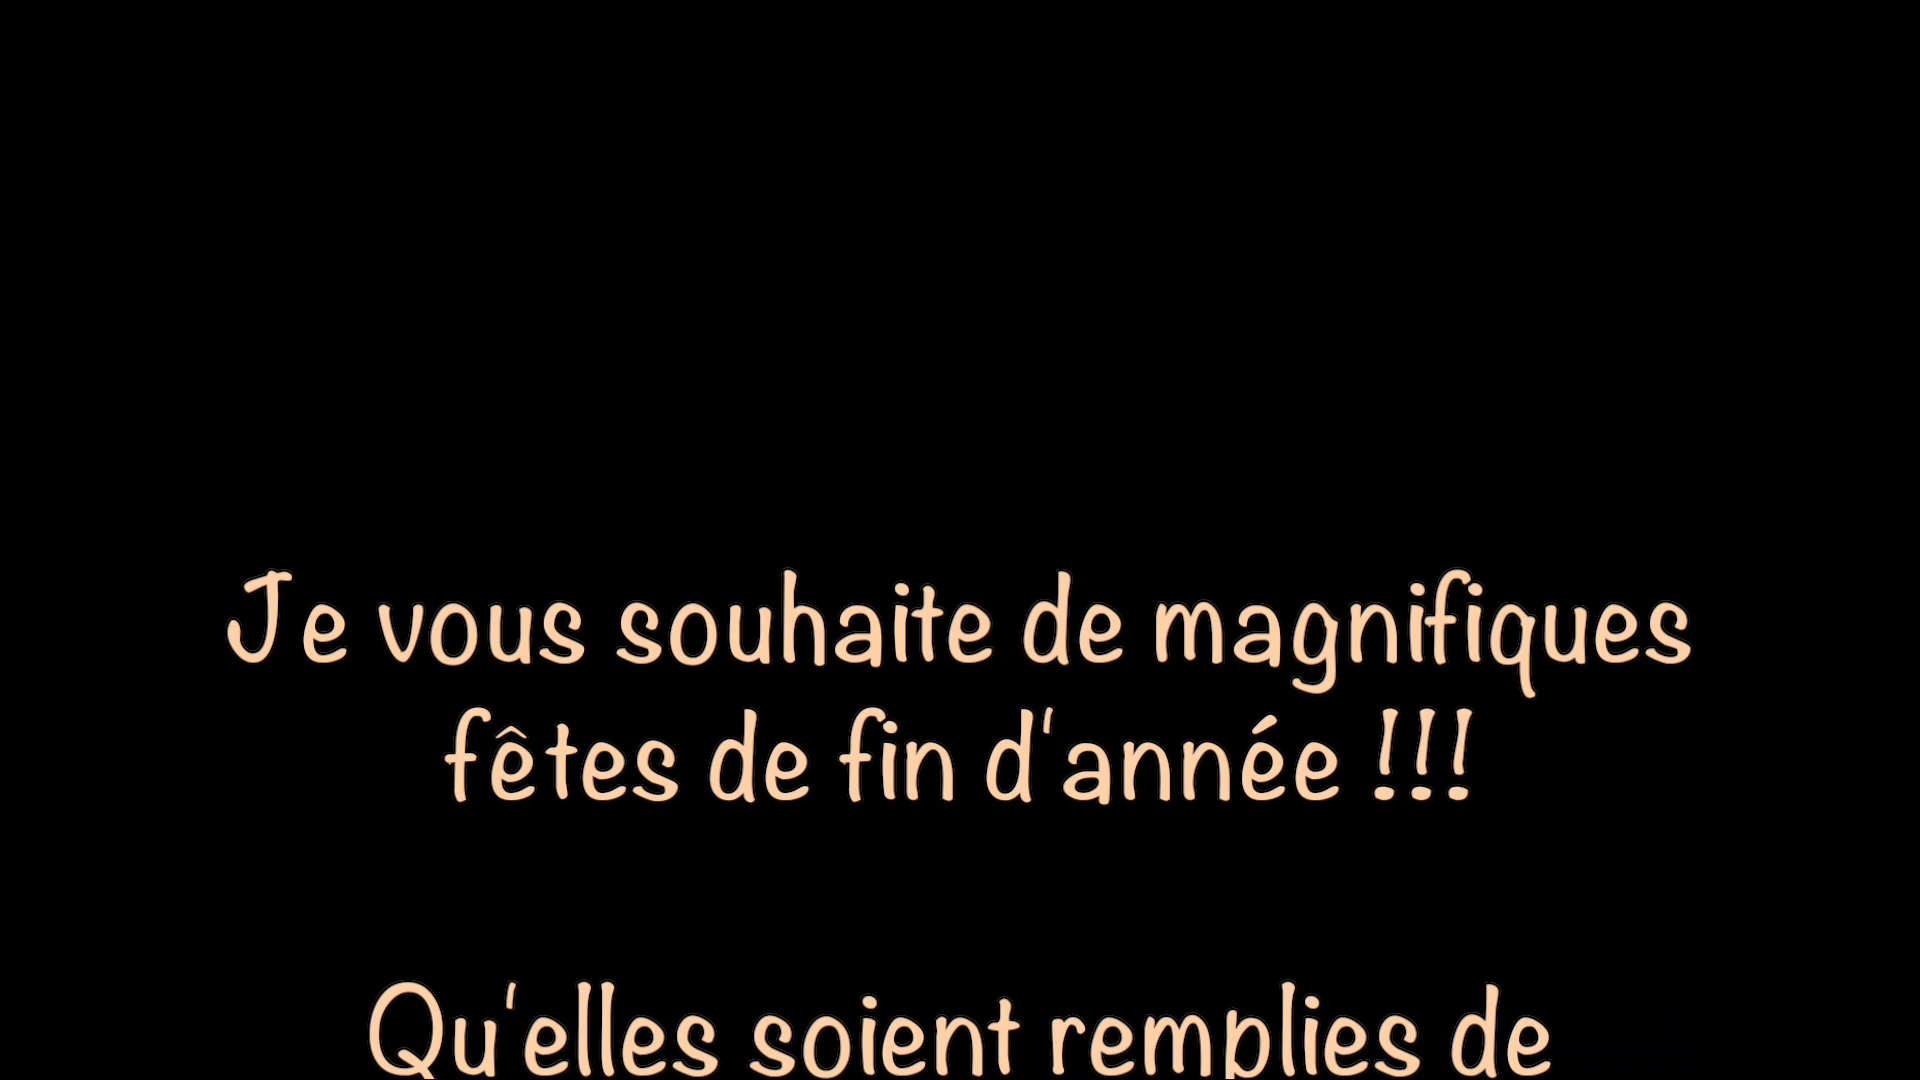 Je vous souhaite de magnifiques
fêtes de fin d'année !!!
Qu'elles soient remplies de